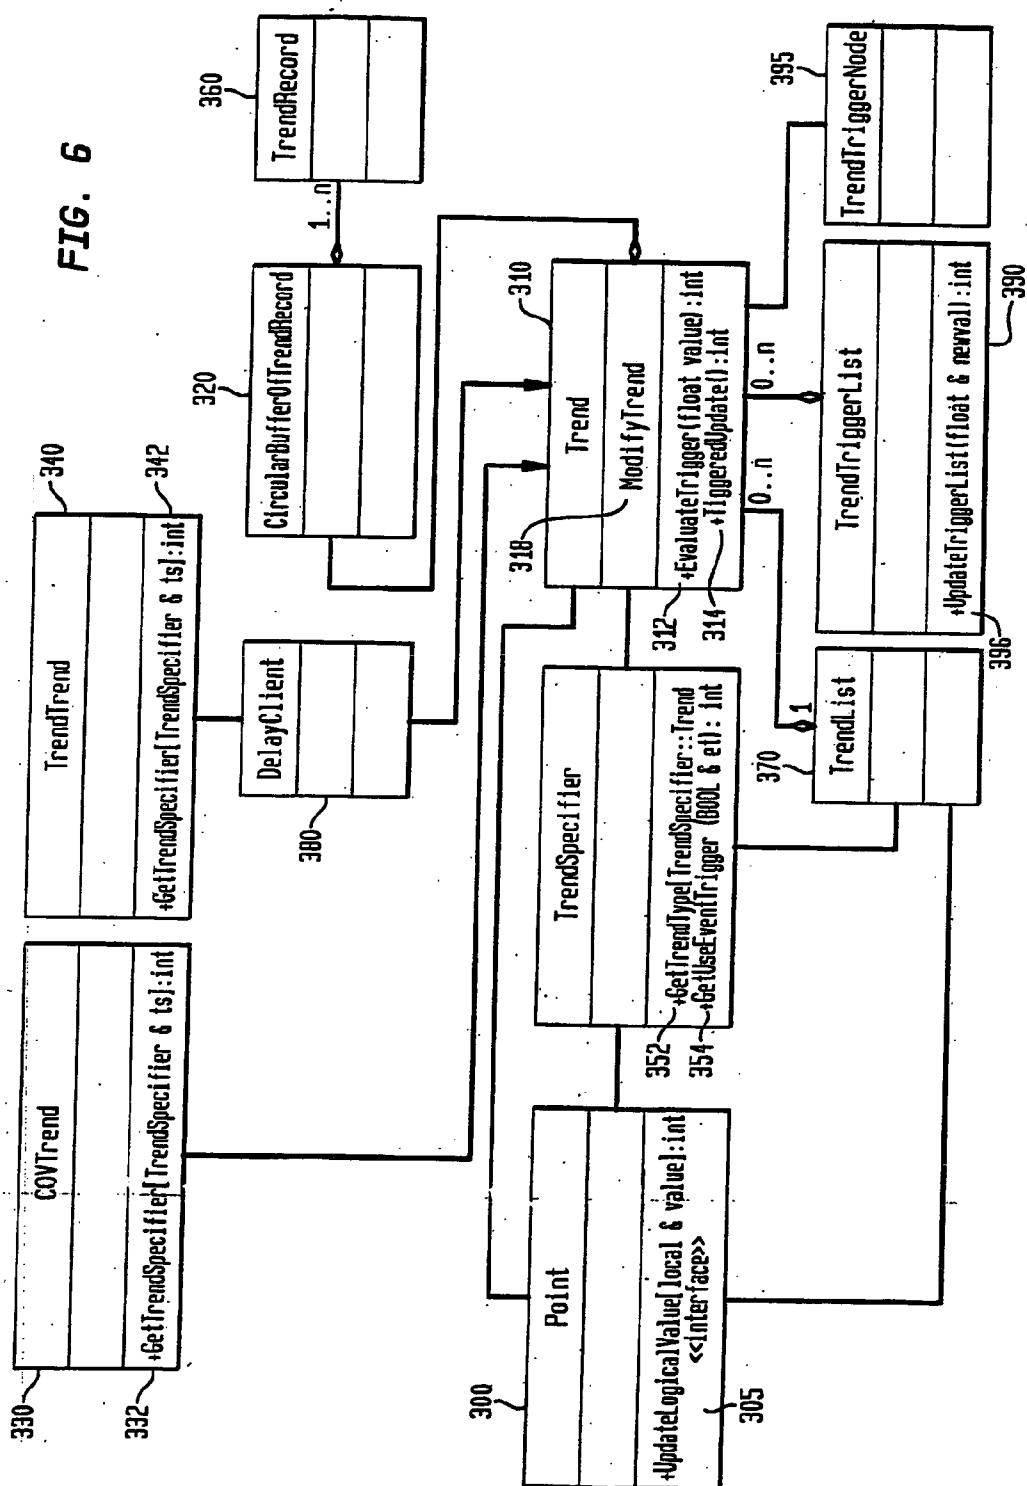 FIG. 6
330
COVTrend
332
+GetTrendSpecifier[TrendSpecifier & ts]:int
340
TrendTrend
342
+GetTrendSpecifier[TrendSpecifier & ts]:int
380
DelayClient
320
CircularBufferOfTrendRecord
1..n
360
TrendRecord
300
Point
+UpdateLogicalValue[local & value]:int
<<interface>>
305
TrendSpecifier
352
+GetTrendType[TrendSpecifier::Trend
354
+GetUseEventTrigger (BOOL & et): int
310
Trend
318
ModifyTrend
312
+EvaluateTrigger(float value):int
314
+TiggeredUpdate():int
0..n
0..n
1
370
TrendList
TrendTriggerList
+UpdateTriggerList(float & newval):int
396
390
395
TrendTriggerNode